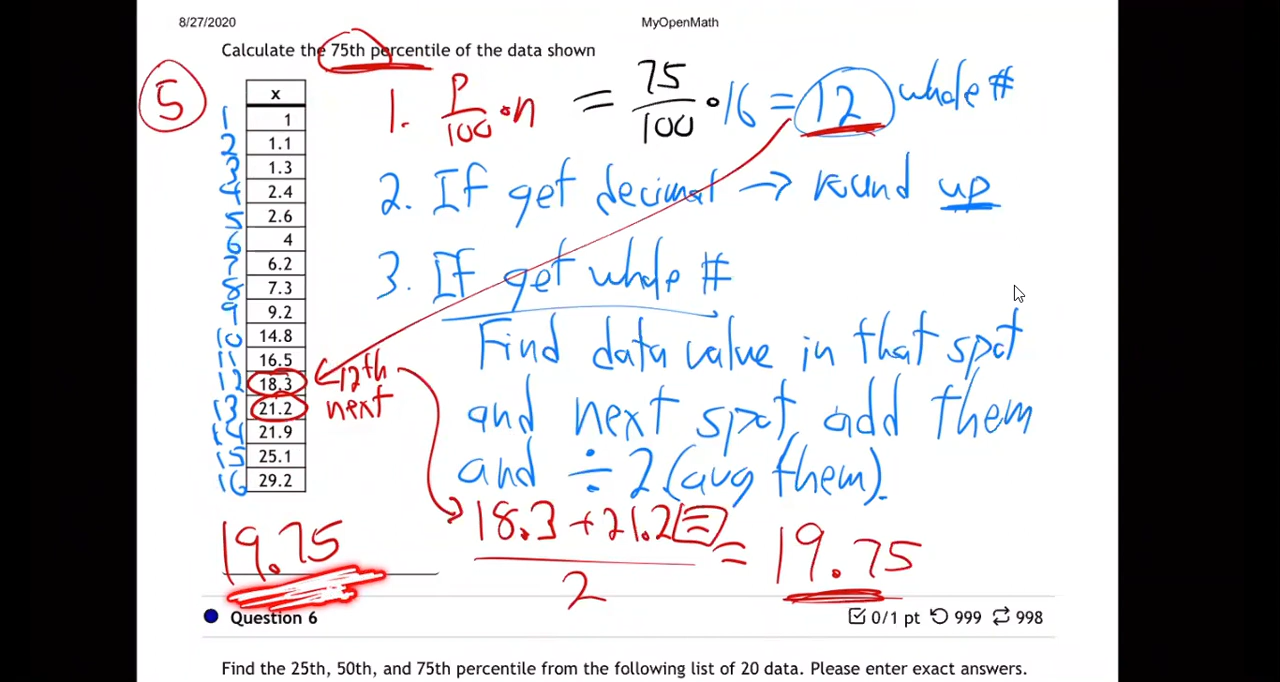 8/27/2020 MyOpenMath
Calculate the 75th percentile of the data shown
5
x
1. P/100 • n = 75/100 • 16 = 12 whole #
1 1
2 1.1
3 1.3
4 2.4
2. If get decimal → round up
5 2.6
6 4
7 6.2
3. If get whole #
8 7.3
9 9.2
10 14.8
Find data value in that spot
11 16.5
12 18.3 12th
13 21.2 next
and next spot, add them
14 21.9
15 25.1
and ÷ 2 (avg them).
16 29.2
19.75
18.3 + 21.2 = / 2 = 19.75
Question 6 0/1 pt 999 998
Find the 25th, 50th, and 75th percentile from the following list of 20 data. Please enter exact answers.